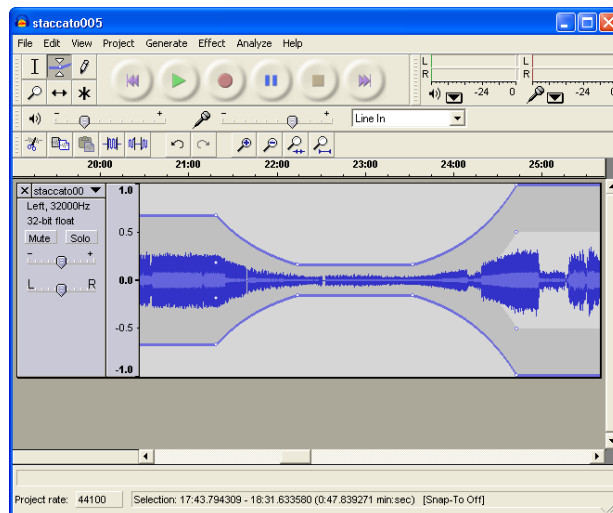 staccato005
File Edit View Project Generate Effect Analyze Help
L
R
-24 0
L
R
-24 0
- +
- +
Line In
20:00 21:00 22:00 23:00 24:00 25:00
staccato00
Left, 32000Hz
32-bit float
Mute Solo
- +
L R
1.0
0.5
0.0
-0.5
-1.0
Project rate: 44100 Selection: 17:43.794309 - 18:31.633580 (0:47.839271 min:sec) [Snap-To Off]